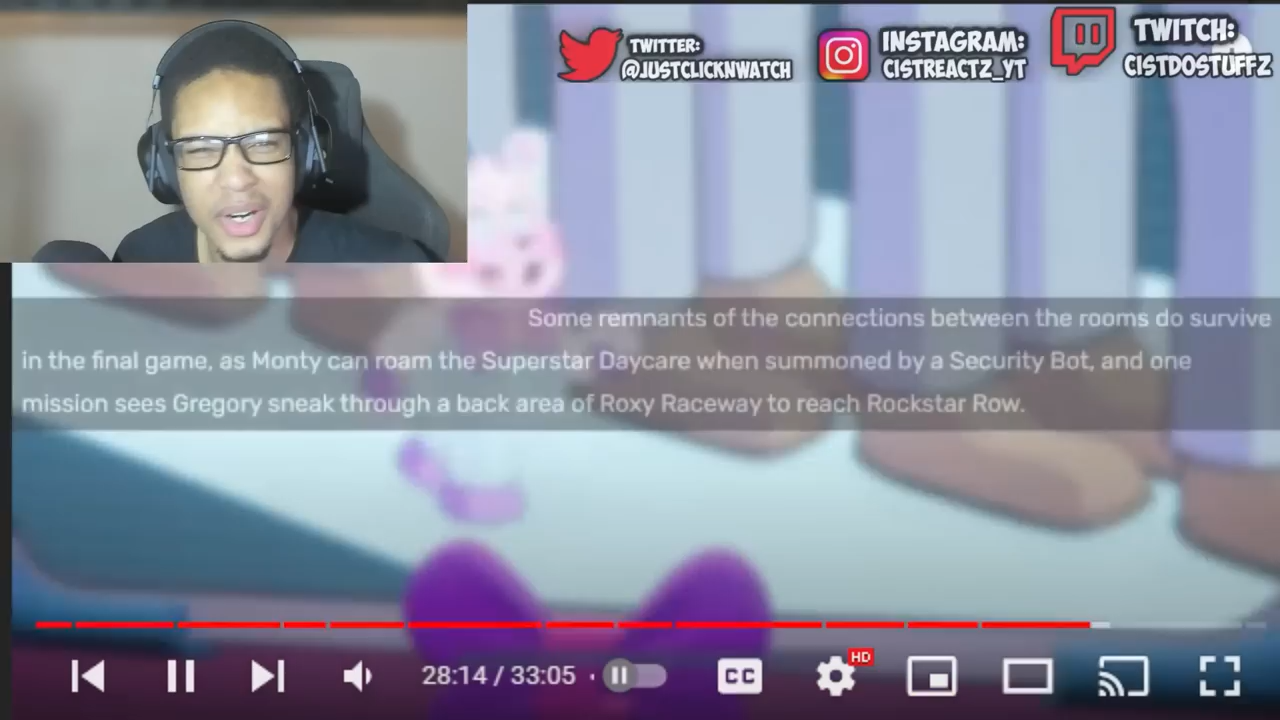 TWITTER:
@JUSTCLICKNWATCH
INSTAGRAM:
CISTREACTZ_YT
TWITCH:
CISTDOSTUFFZ
Some remnants of the connections between the rooms do survive
in the final game, as Monty can roam the Superstar Daycare when summoned by a Security Bot, and one
mission sees Gregory sneak through a back area of Roxy Raceway to reach Rockstar Row.
28:14 / 33:05
CC
HD